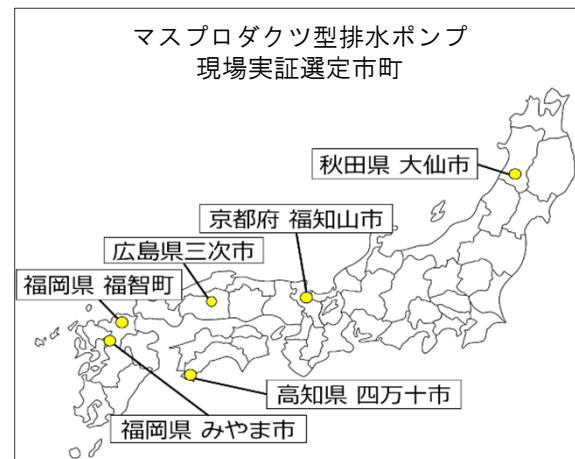 マスプロダクツ型排水ポンプ
現場実証選定市町
秋田県 大仙市
京都府 福知山市
広島県三次市
福岡県 福智町
高知県 四万十市
福岡県 みやま市